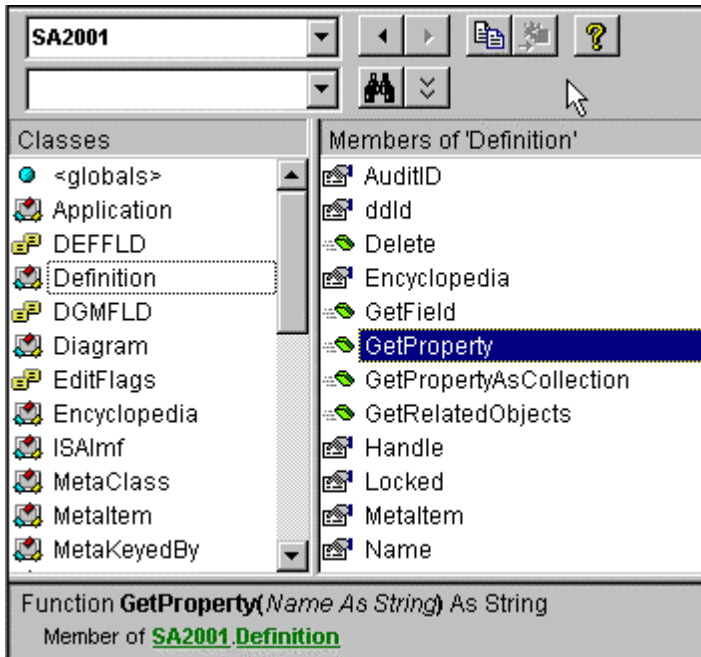 SA2001
Classes
<globals>
Application
DEFFLD
Definition
DGMFLD
Diagram
EditFlags
Encyclopedia
ISAImf
MetaClass
MetaItem
MetaKeyedBy
Members of 'Definition'
AuditID
ddId
Delete
Encyclopedia
GetField
GetProperty
GetPropertyAsCollection
GetRelatedObjects
Handle
Locked
MetaItem
Name
Function GetProperty(Name As String) As String
Member of SA2001.Definition